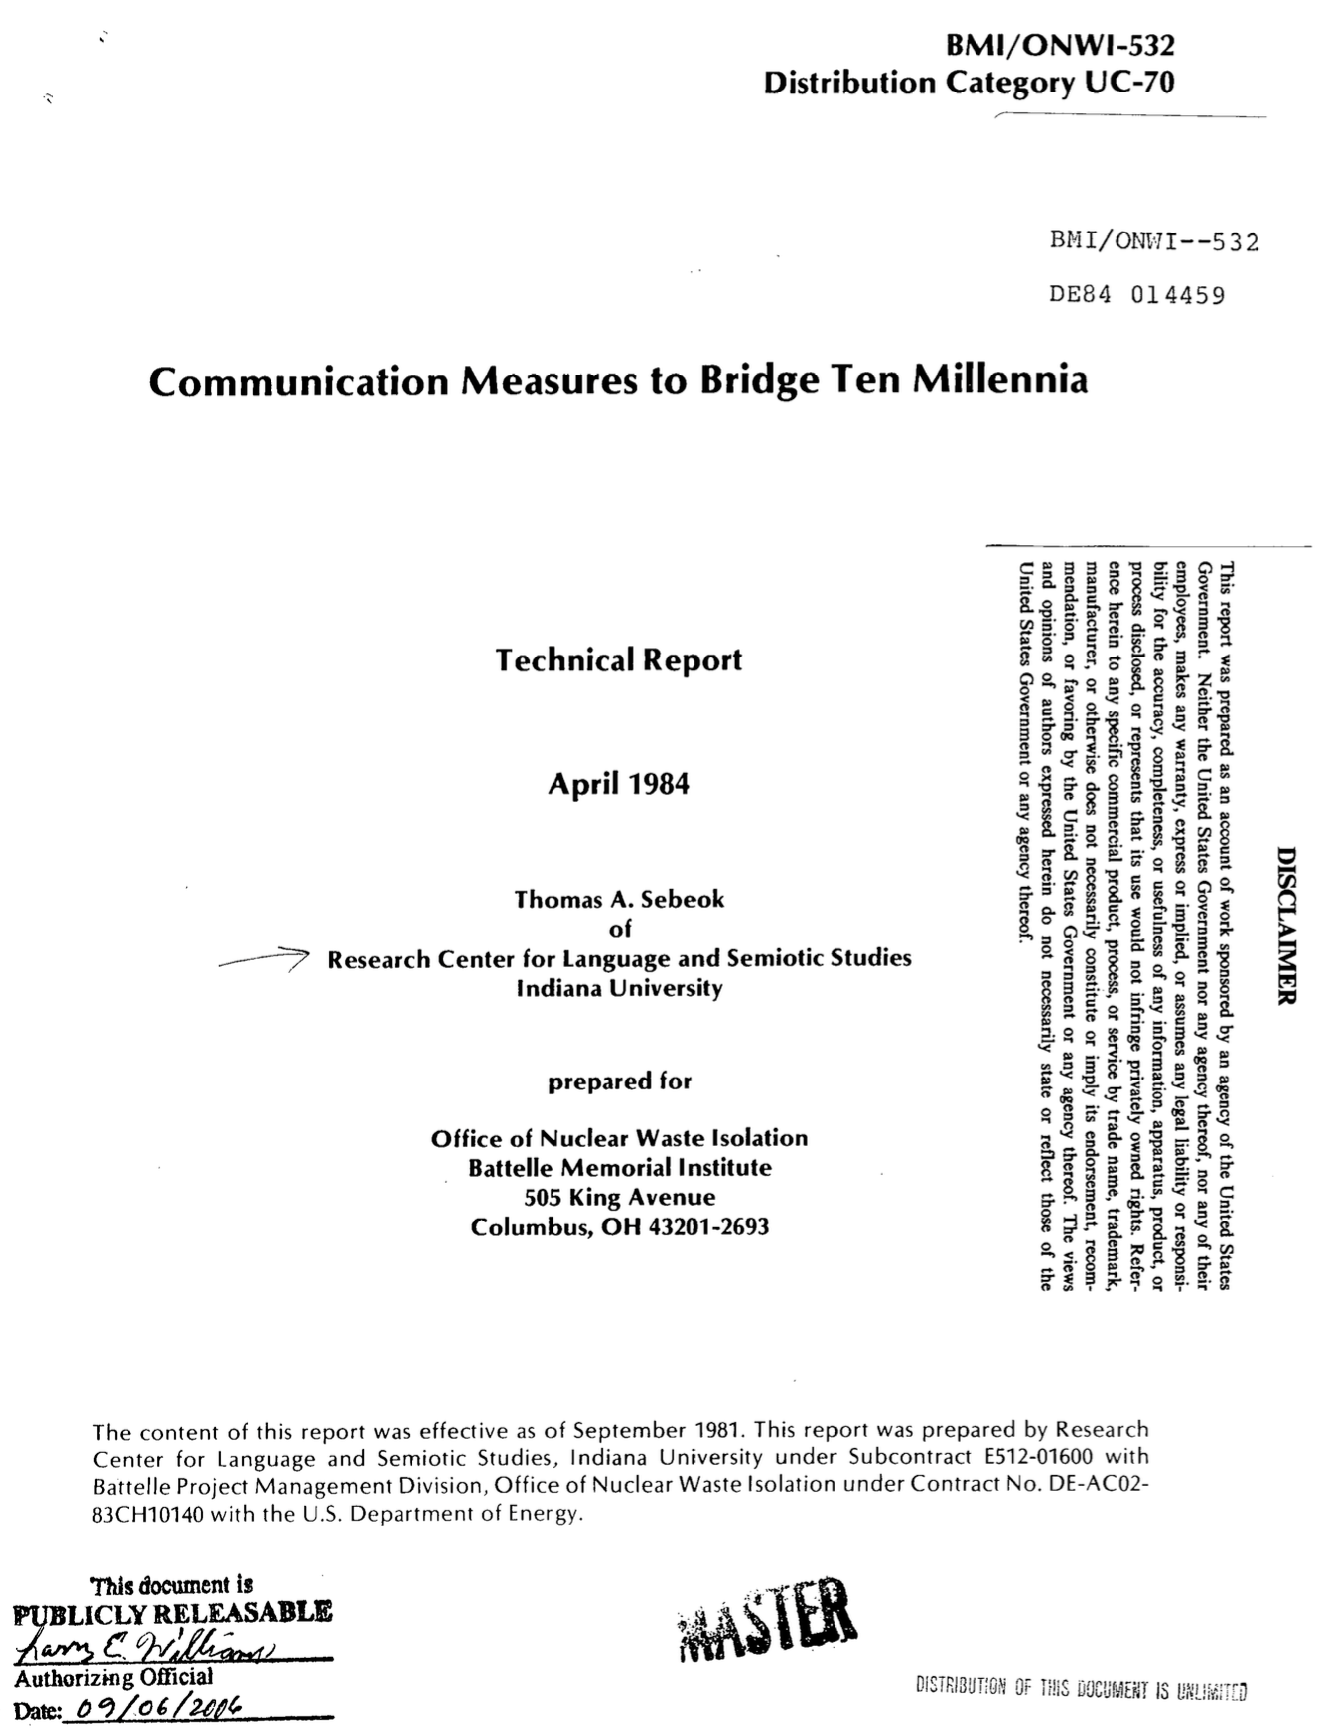 BMI/ONWI-532
Distribution Category UC-70
BMI/ONWI--532
DE84 014459
Communication Measures to Bridge Ten Millennia
Technical Report
April 1984
Thomas A. Sebeok
of
Research Center for Language and Semiotic Studies
Indiana University
prepared for
Office of Nuclear Waste Isolation
Battelle Memorial Institute
505 King Avenue
Columbus, OH 43201-2693
DISCLAIMER
This report was prepared as an account of work sponsored by an agency of the United States
Government. Neither the United States Government nor any agency thereof, nor any of their
employees, makes any warranty, express or implied, or assumes any legal liability or responsi-
bility for the accuracy, completeness, or usefulness of any information, apparatus, product, or
process disclosed, or represents that its use would not infringe privately owned rights. Refer-
ence herein to any specific commercial product, process, or service by trade name, trademark,
manufacturer, or otherwise does not necessarily constitute or imply its endorsement, recom-
mendation, or favoring by the United States Government or any agency thereof. The views
and opinions of authors expressed herein do not necessarily state or reflect those of the
United States Government or any agency thereof.
The content of this report was effective as of September 1981. This report was prepared by Research
Center for Language and Semiotic Studies, Indiana University under Subcontract E512-01600 with
Battelle Project Management Division, Office of Nuclear Waste Isolation under Contract No. DE-AC02-
83CH10140 with the U.S. Department of Energy.
This document is
PUBLICLY RELEASABLE
Larry E. Williams
Authorizing Official
Date: 09/06/2006
MASTER
DISTRIBUTION OF THIS DOCUMENT IS UNLIMITED